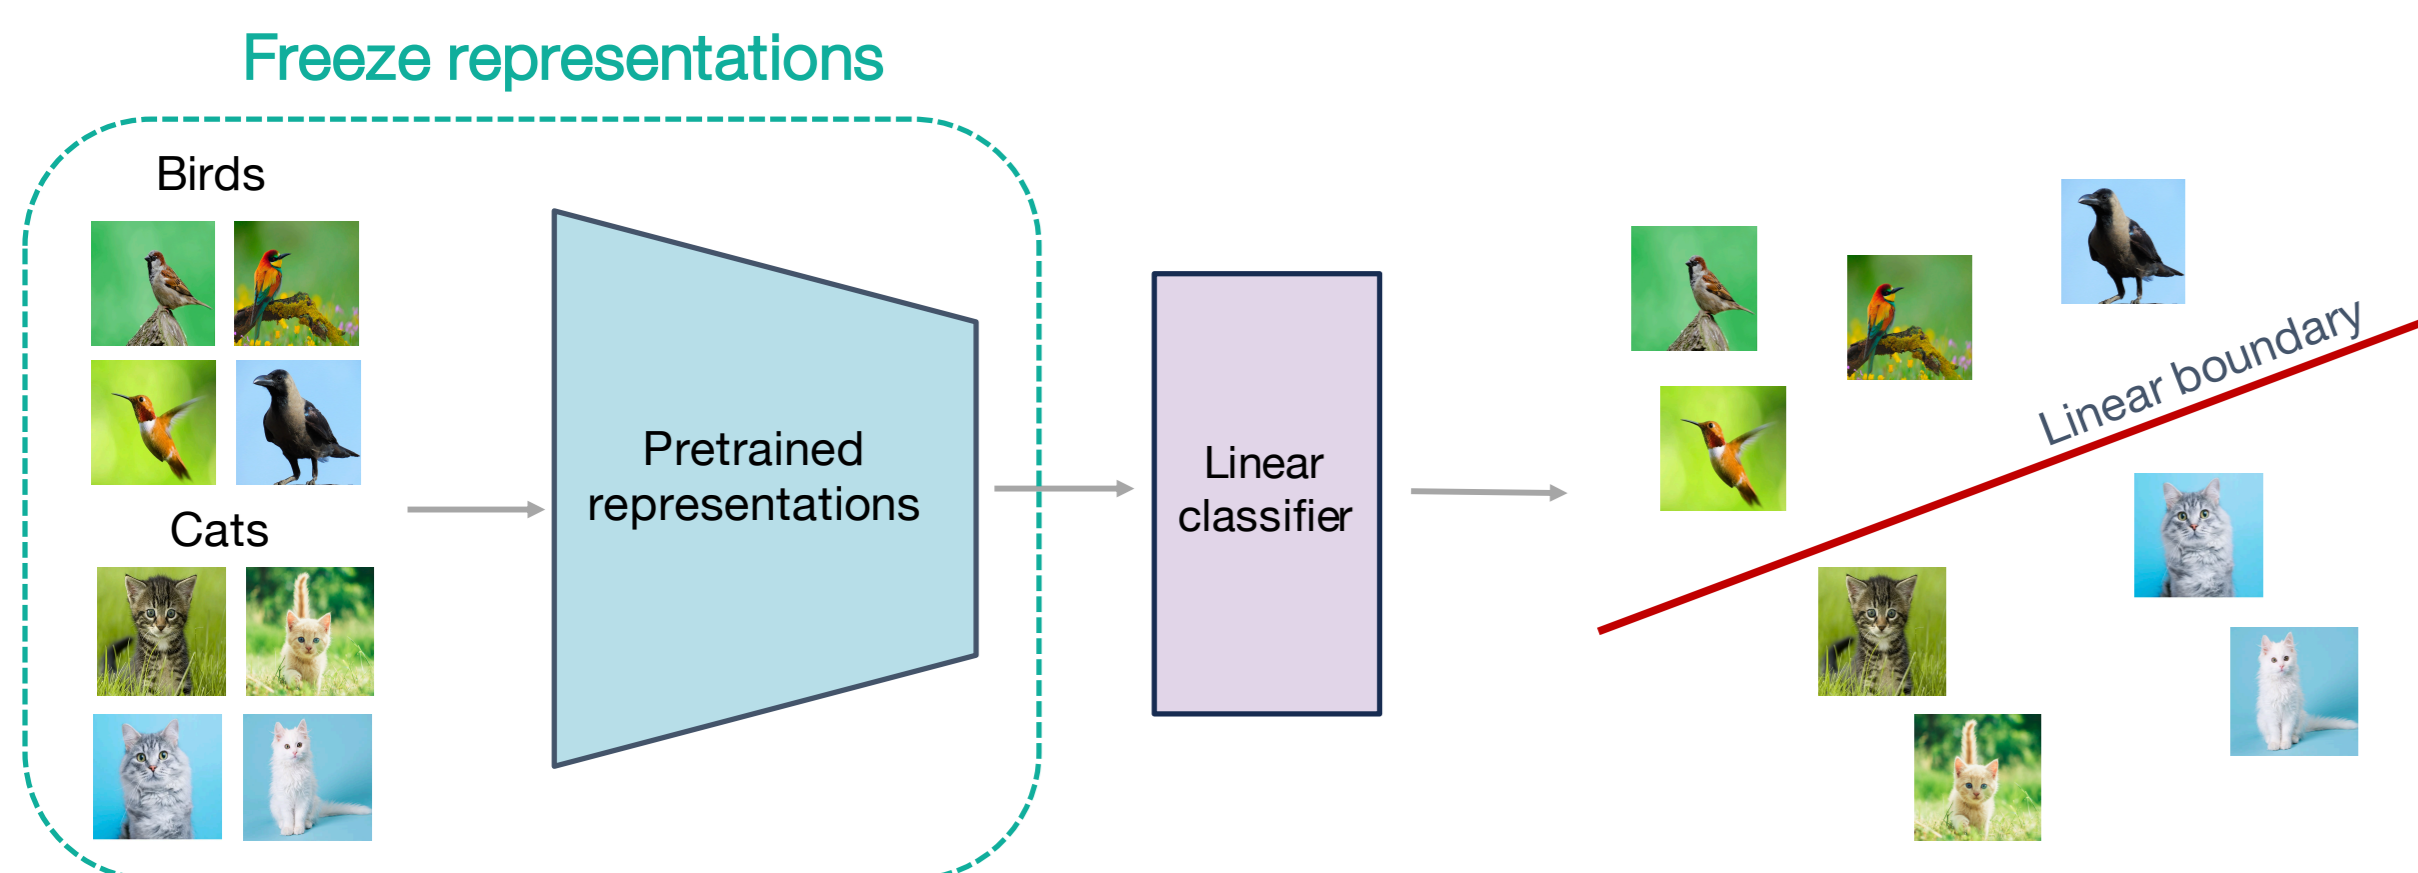 Freeze representations
Birds
Cats
Pretrained
representations
Linear
classifier
Linear boundary